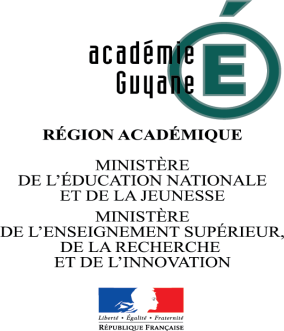 académie
Guyane
É
RÉGION ACADÉMIQUE
MINISTÈRE
DE L'ÉDUCATION NATIONALE
ET DE LA JEUNESSE
MINISTÈRE
DE L'ENSEIGNEMENT SUPÉRIEUR,
DE LA RECHERCHE
ET DE L'INNOVATION
Liberté • Égalité • Fraternité
RÉPUBLIQUE FRANÇAISE